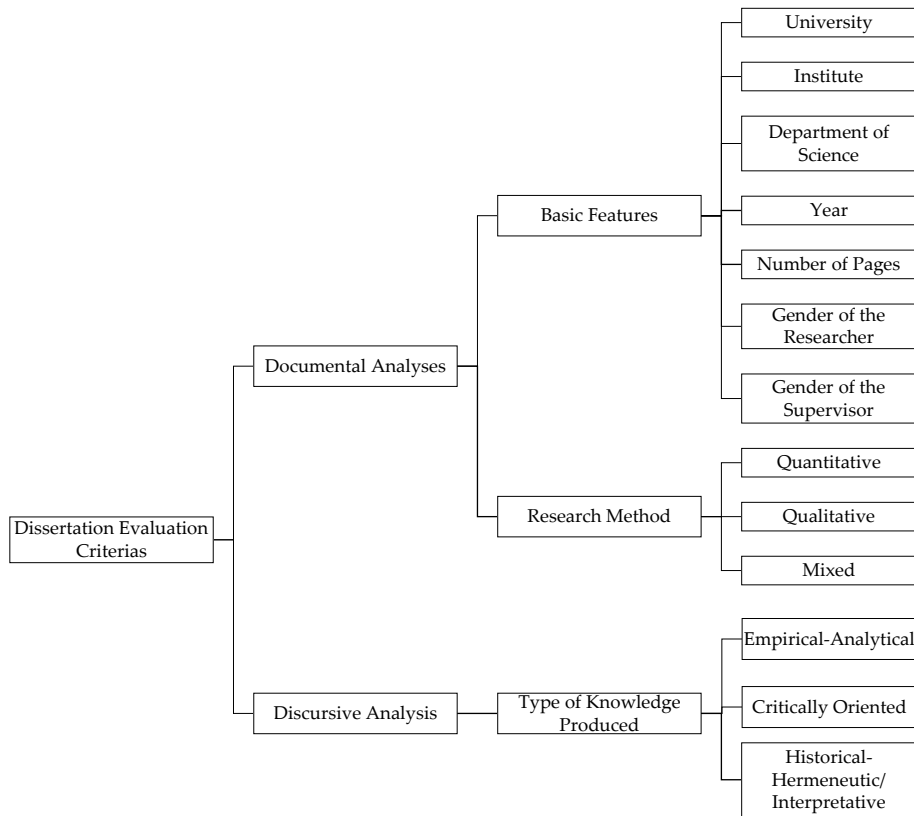 University
Institute
Department of
Science
Basic Features
Year
Number of Pages
Gender of the
Researcher
Documental Analyses
Gender of the
Supervisor
Quantitative
Research Method
Qualitative
Dissertation Evaluation
Criterias
Mixed
Empirical-Analytical
Discursive Analysis
Type of Knowledge
Produced
Critically Oriented
Historical-
Hermeneutic/
Interpretative